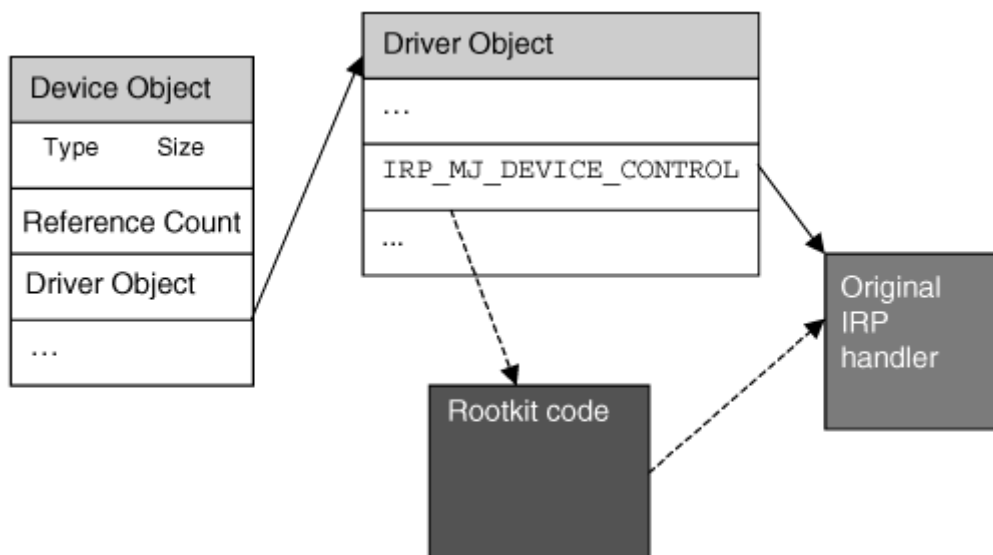 Device Object
Type Size
Reference Count
Driver Object
…
Driver Object
…
IRP_MJ_DEVICE_CONTROL
...
Original
IRP
handler
Rootkit code